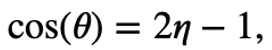 cos(θ) = 2η − 1,